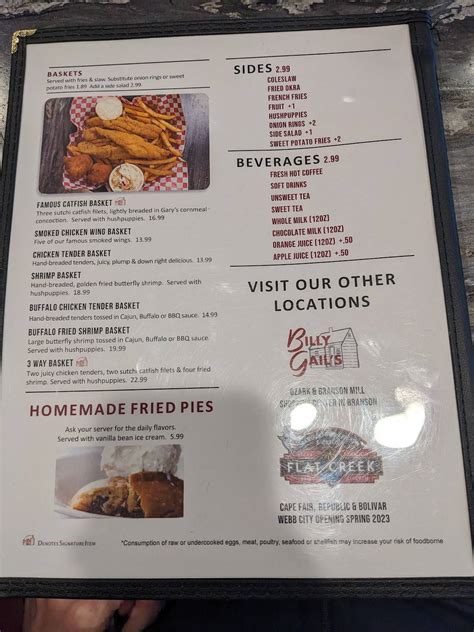 BASKETS
Served with fries & slaw. Substitute onion rings or sweet
potato fries 1.89 Add a side salad 2.99
FAMOUS CATFISH BASKET
Three sutchi catfish filets, lightly breaded in Gary's cornmeal
concoction. Served with hushpuppies. 16.99
SMOKED CHICKEN WING BASKET
Five of our famous smoked wings. 13.99
CHICKEN TENDER BASKET
Hand-breaded tenders, juicy, plump & down right delicious. 13.99
SHRIMP BASKET
Hand-breaded, golden fried butterfly shrimp. Served with
hushpuppies. 18.99
BUFFALO CHICKEN TENDER BASKET
Hand-breaded tenders tossed in Cajun, Buffalo or BBQ sauce. 14.99
BUFFALO FRIED SHRIMP BASKET
Large butterfly shrimp tossed in Cajun, Buffalo or BBQ sauce.
Served with hushpuppies. 19.99
3 WAY BASKET
Two juicy chicken tenders, two sutchi catfish filets & four fried
shrimp. Served with hushpuppies. 22.99
HOMEMADE FRIED PIES
Ask your server for the daily flavors.
Served with vanilla bean ice cream. 5.99
SIDES 2.99
COLESLAW
FRIED OKRA
FRENCH FRIES
FRUIT +1
HUSHPUPPIES
ONION RINGS +2
SIDE SALAD +1
SWEET POTATO FRIES +2
BEVERAGES 2.99
FRESH HOT COFFEE
SOFT DRINKS
UNSWEET TEA
SWEET TEA
WHOLE MILK (12OZ)
CHOCOLATE MILK (12OZ)
ORANGE JUICE (12OZ) +.50
APPLE JUICE (12OZ) +.50
VISIT OUR OTHER
LOCATIONS
BILLY
GAIL'S
OZARK & BRANSON MILL
CENTER IN BRANSON
FLAT CREEK
CAPE FAIR, REPUBLIC & BOLIVAR
WEBB CITY OPENING SPRING 2023
DENOTES SIGNATURE ITEM
*Consumption of raw or undercooked eggs, meat, poultry, seafood or shellfish may increase your risk of foodborne